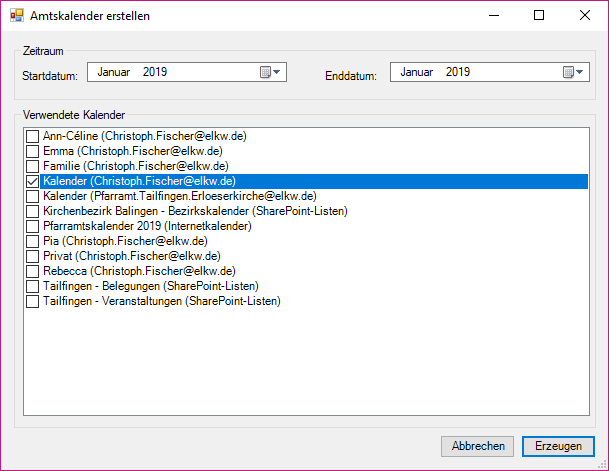 Amtskalender erstellen
Zeitraum
Startdatum: Januar 2019 Enddatum: Januar 2019
Verwendete Kalender
Ann-Céline (Christoph.Fischer@elkw.de)
Emma (Christoph.Fischer@elkw.de)
Familie (Christoph.Fischer@elkw.de)
Kalender (Christoph.Fischer@elkw.de)
Kalender (Pfarramt.Tailfingen.Erloeserkirche@elkw.de)
Kirchenbezirk Balingen - Bezirkskalender (SharePoint-Listen)
Pfarramtskalender 2019 (Internetkalender)
Pia (Christoph.Fischer@elkw.de)
Privat (Christoph.Fischer@elkw.de)
Rebecca (Christoph.Fischer@elkw.de)
Tailfingen - Belegungen (SharePoint-Listen)
Tailfingen - Veranstaltungen (SharePoint-Listen)
Abbrechen Erzeugen